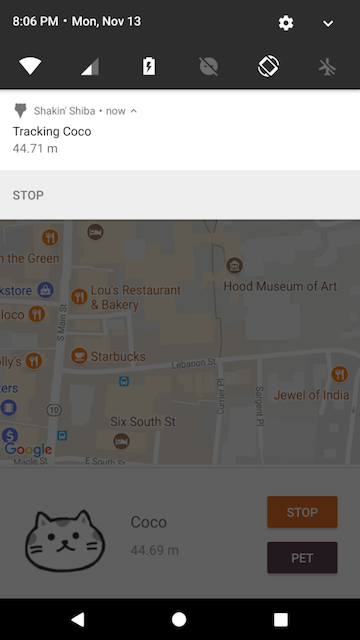 8:06 PM • Mon, Nov 13
Shakin' Shiba • now
Tracking Coco
44.71 m
STOP
n the Green
Hood Museum of Art
kstore
Lou's Restaurant
& Bakery
loco
S Main St
Starbucks
lly's
Lebanon St
ters
Currier Pl
Sargent Pl
Jewel of India
10
Six South St
Google
Maple St
E South St
Coco
44.69 m
STOP
PET